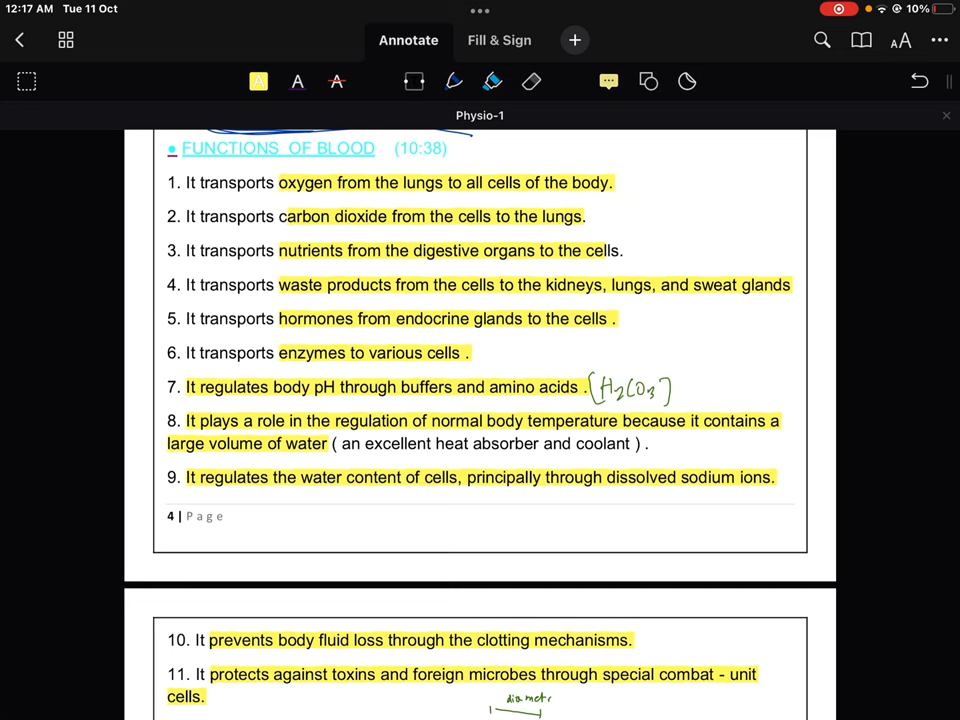 12:17 AM Tue 11 Oct
10%
Annotate Fill & Sign
Physio-1
• FUNCTIONS OF BLOOD (10:38)
1. It transports oxygen from the lungs to all cells of the body.
2. It transports carbon dioxide from the cells to the lungs.
3. It transports nutrients from the digestive organs to the cells.
4. It transports waste products from the cells to the kidneys, lungs, and sweat glands
5. It transports hormones from endocrine glands to the cells .
6. It transports enzymes to various cells .
7. It regulates body pH through buffers and amino acids . [H2CO3]
8. It plays a role in the regulation of normal body temperature because it contains a
large volume of water ( an excellent heat absorber and coolant ) .
9. It regulates the water content of cells, principally through dissolved sodium ions.
4 | Page
10. It prevents body fluid loss through the clotting mechanisms.
11. It protects against toxins and foreign microbes through special combat - unit
cells.